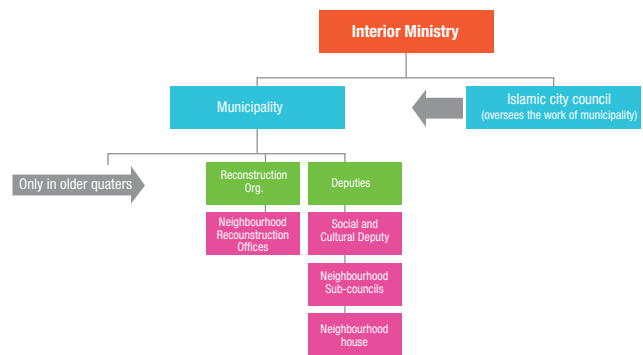 Interior Ministry
Municipality
Islamic city council
(oversees the work of municipality)
Only in older quaters
Reconstruction
Org.
Deputies
Neighbourhood
Recounstruction
Offices
Social and
Cultural Deputy
Neighbourhood
Sub-councils
Neighbourhood
house